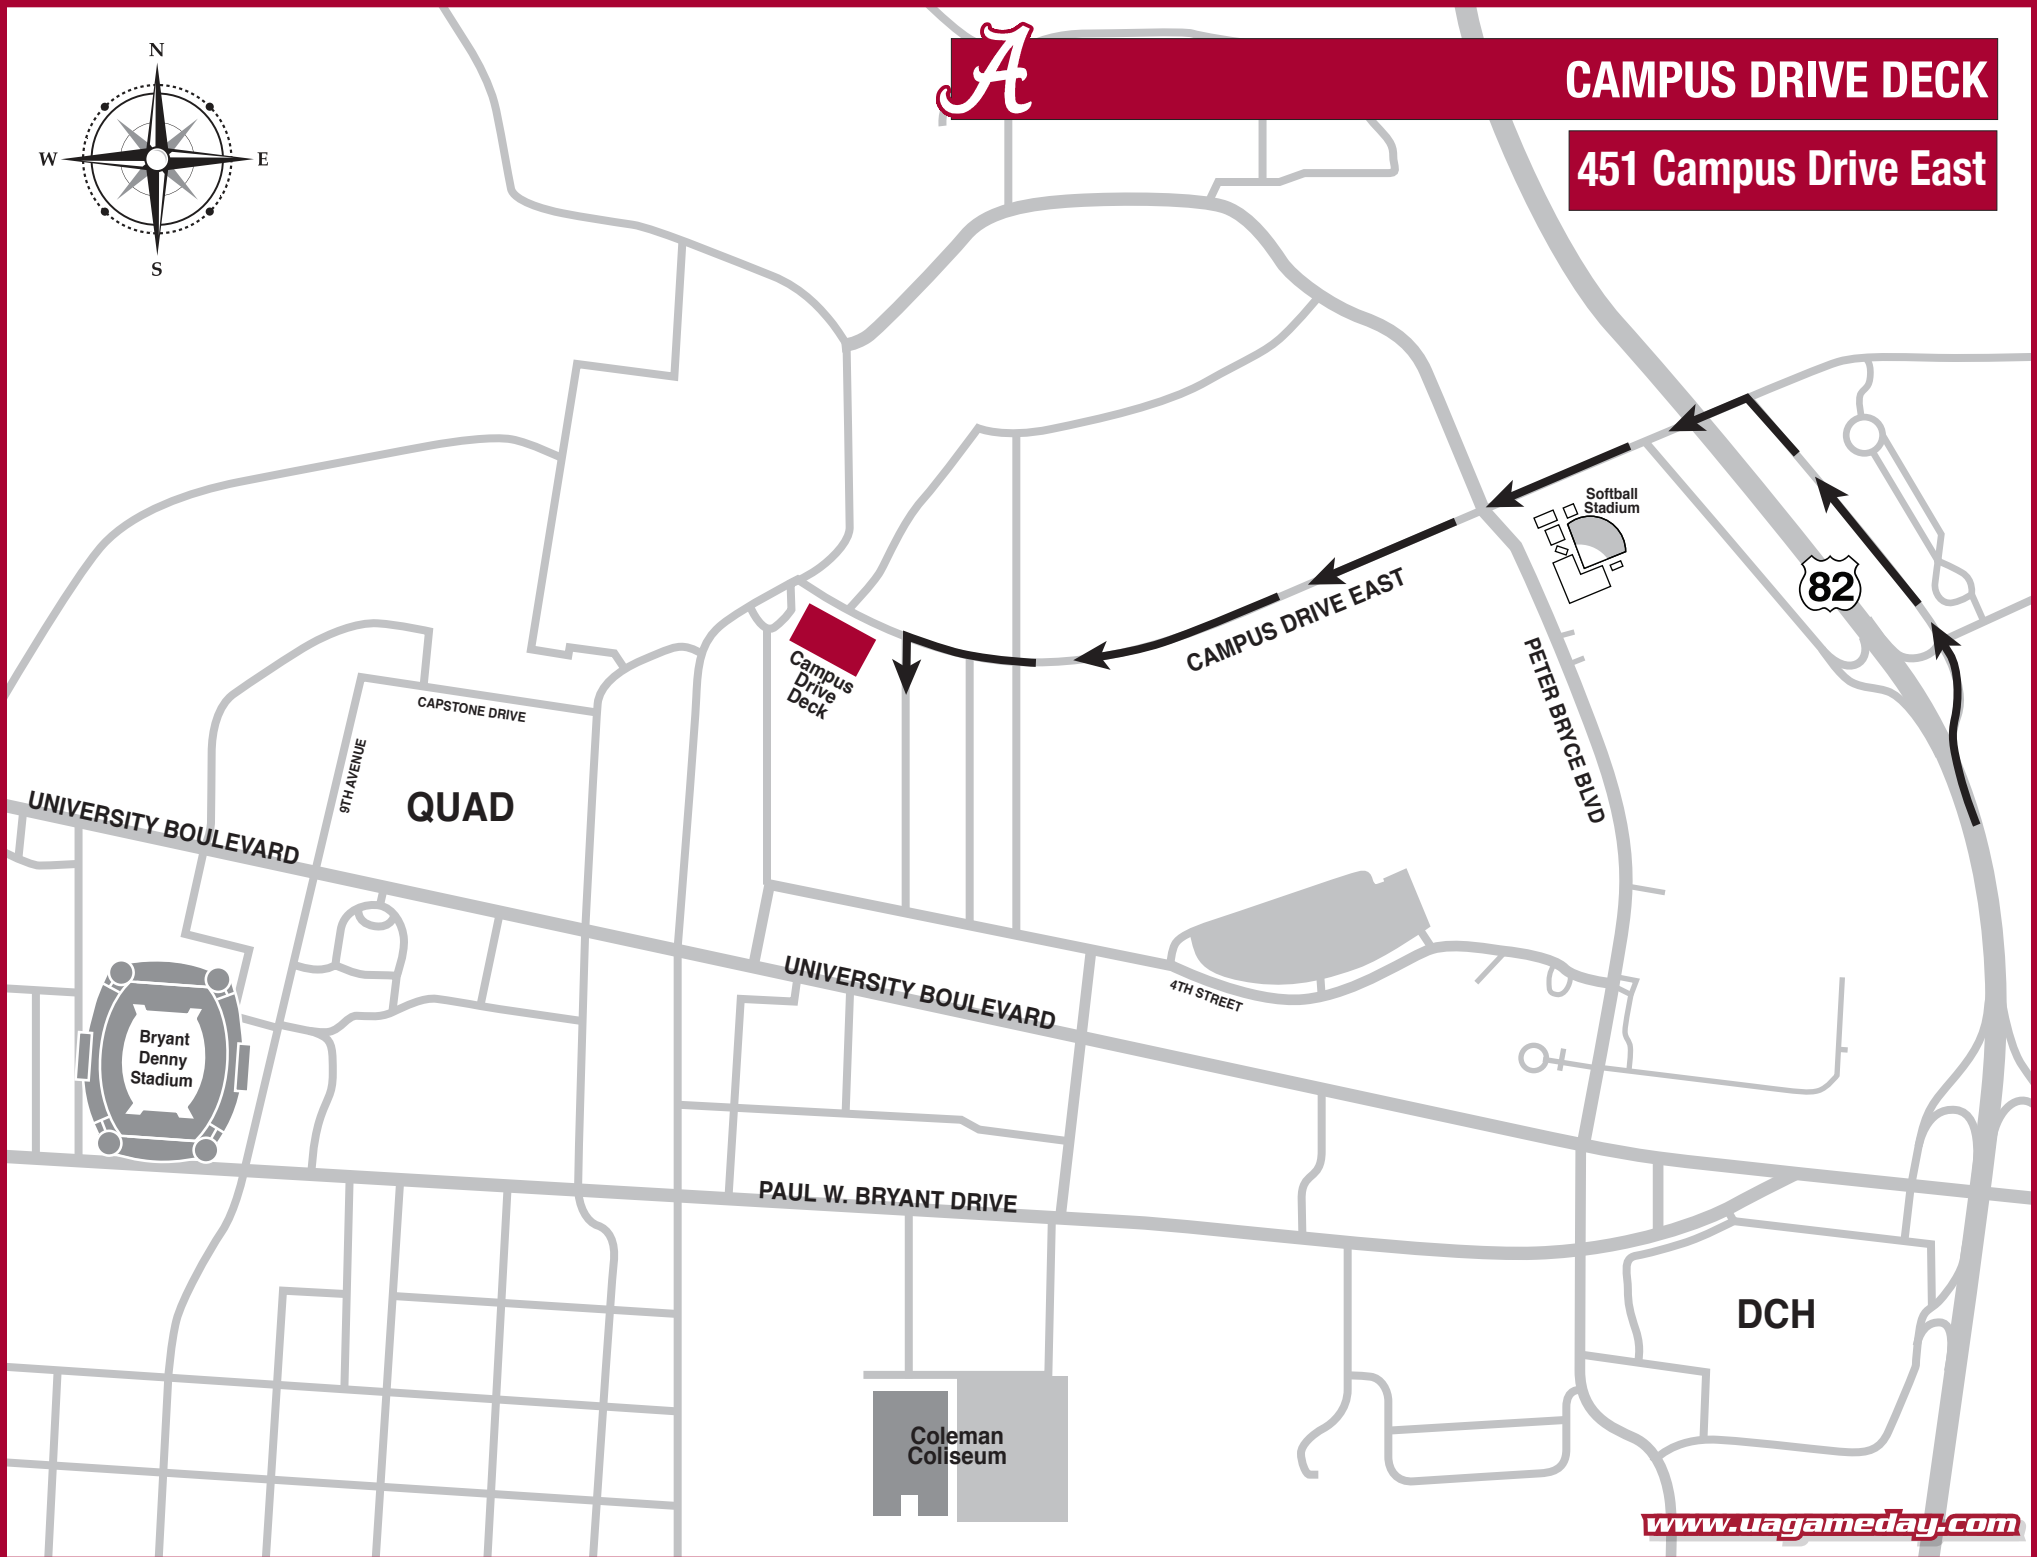 N
W
E
S
A
CAMPUS DRIVE DECK
451 Campus Drive East
Softball
Stadium
82
CAMPUS DRIVE EAST
PETER BRYCE BLVD
Campus
Drive
Deck
CAPSTONE DRIVE
9TH AVENUE
QUAD
UNIVERSITY BOULEVARD
UNIVERSITY BOULEVARD
4TH STREET
Bryant
Denny
Stadium
PAUL W. BRYANT DRIVE
DCH
Coleman
Coliseum
www.uagameday.com